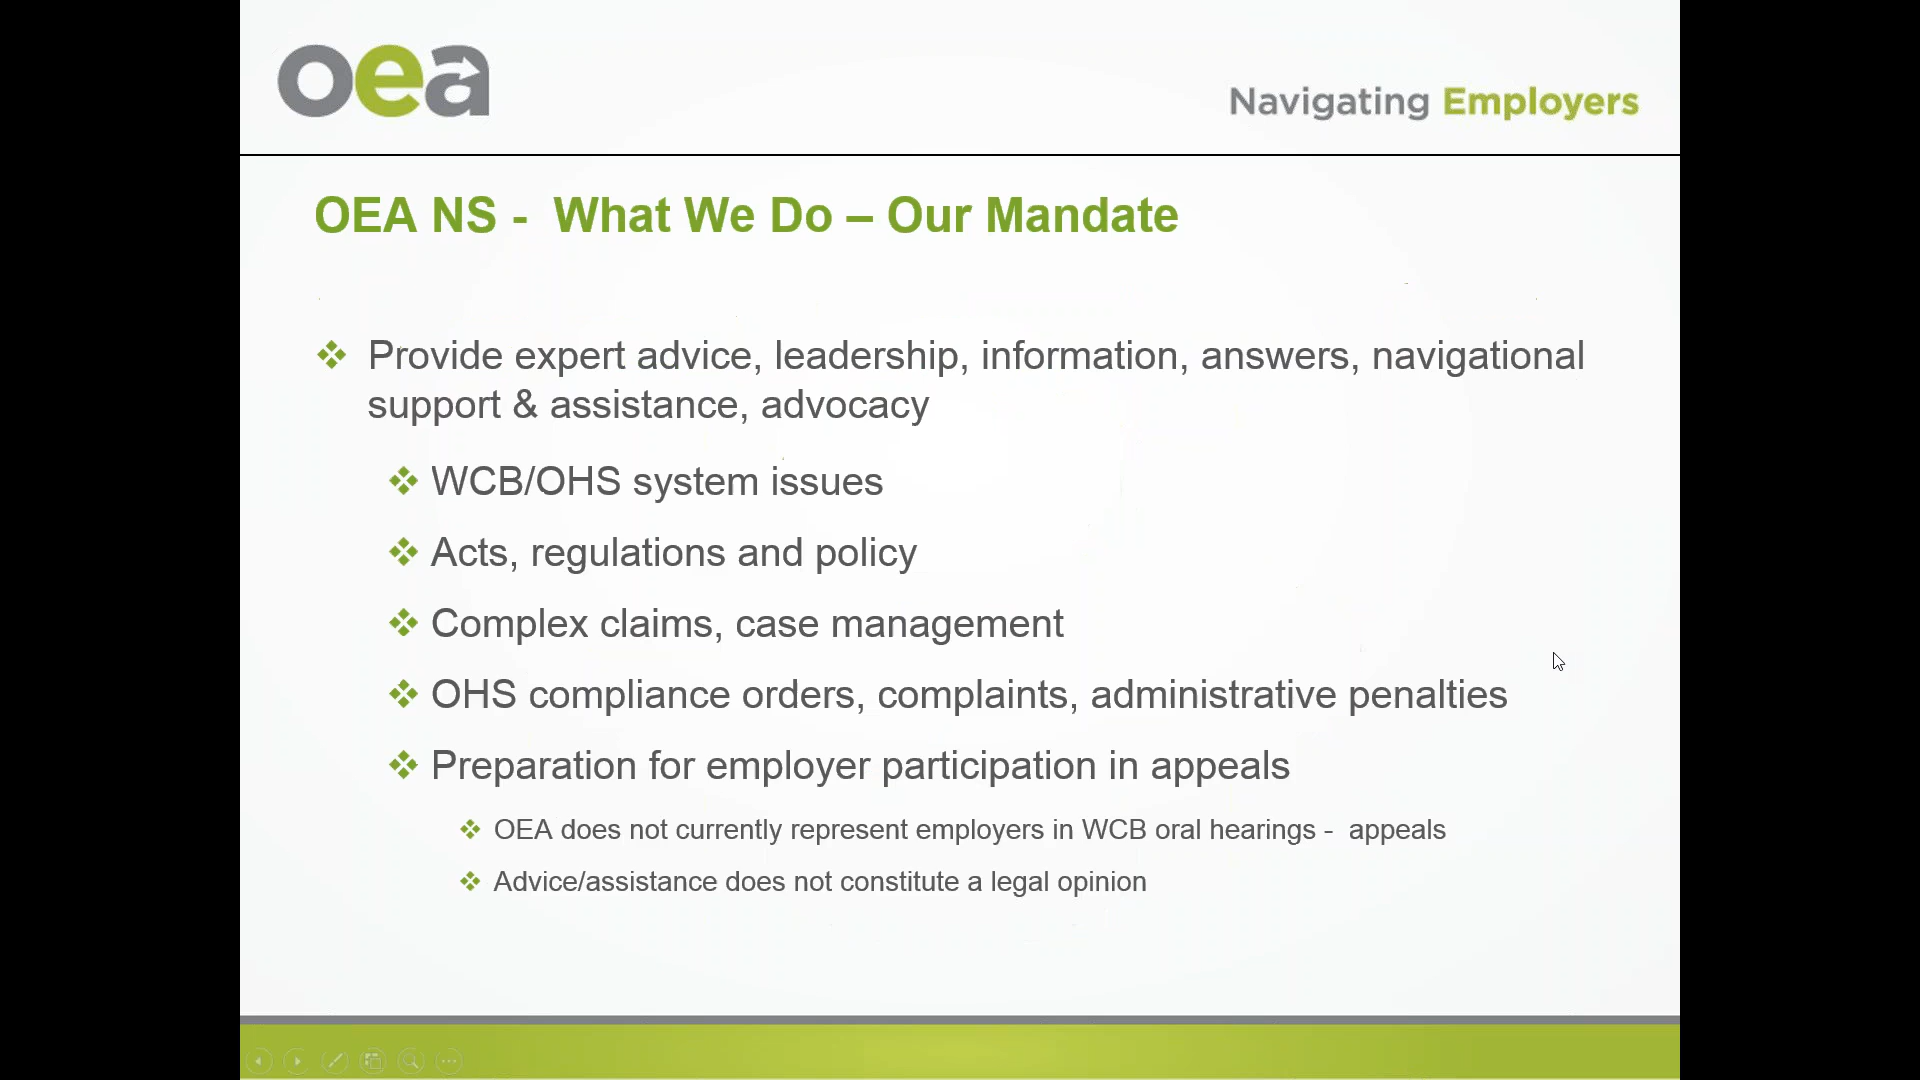 oea
Navigating Employers
OEA NS - What We Do – Our Mandate
Provide expert advice, leadership, information, answers, navigational
support & assistance, advocacy
WCB/OHS system issues
Acts, regulations and policy
Complex claims, case management
OHS compliance orders, complaints, administrative penalties
Preparation for employer participation in appeals
OEA does not currently represent employers in WCB oral hearings - appeals
Advice/assistance does not constitute a legal opinion